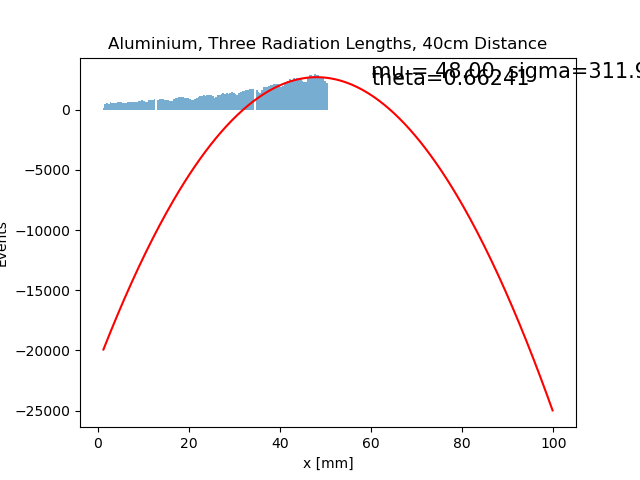 Aluminium, Three Radiation Lengths, 40cm Distance
mu = 48.00, sigma=311.9
theta=0.66241
0
−5000
−10000
−15000
−20000
−25000
Events
0 20 40 60 80 100
x [mm]